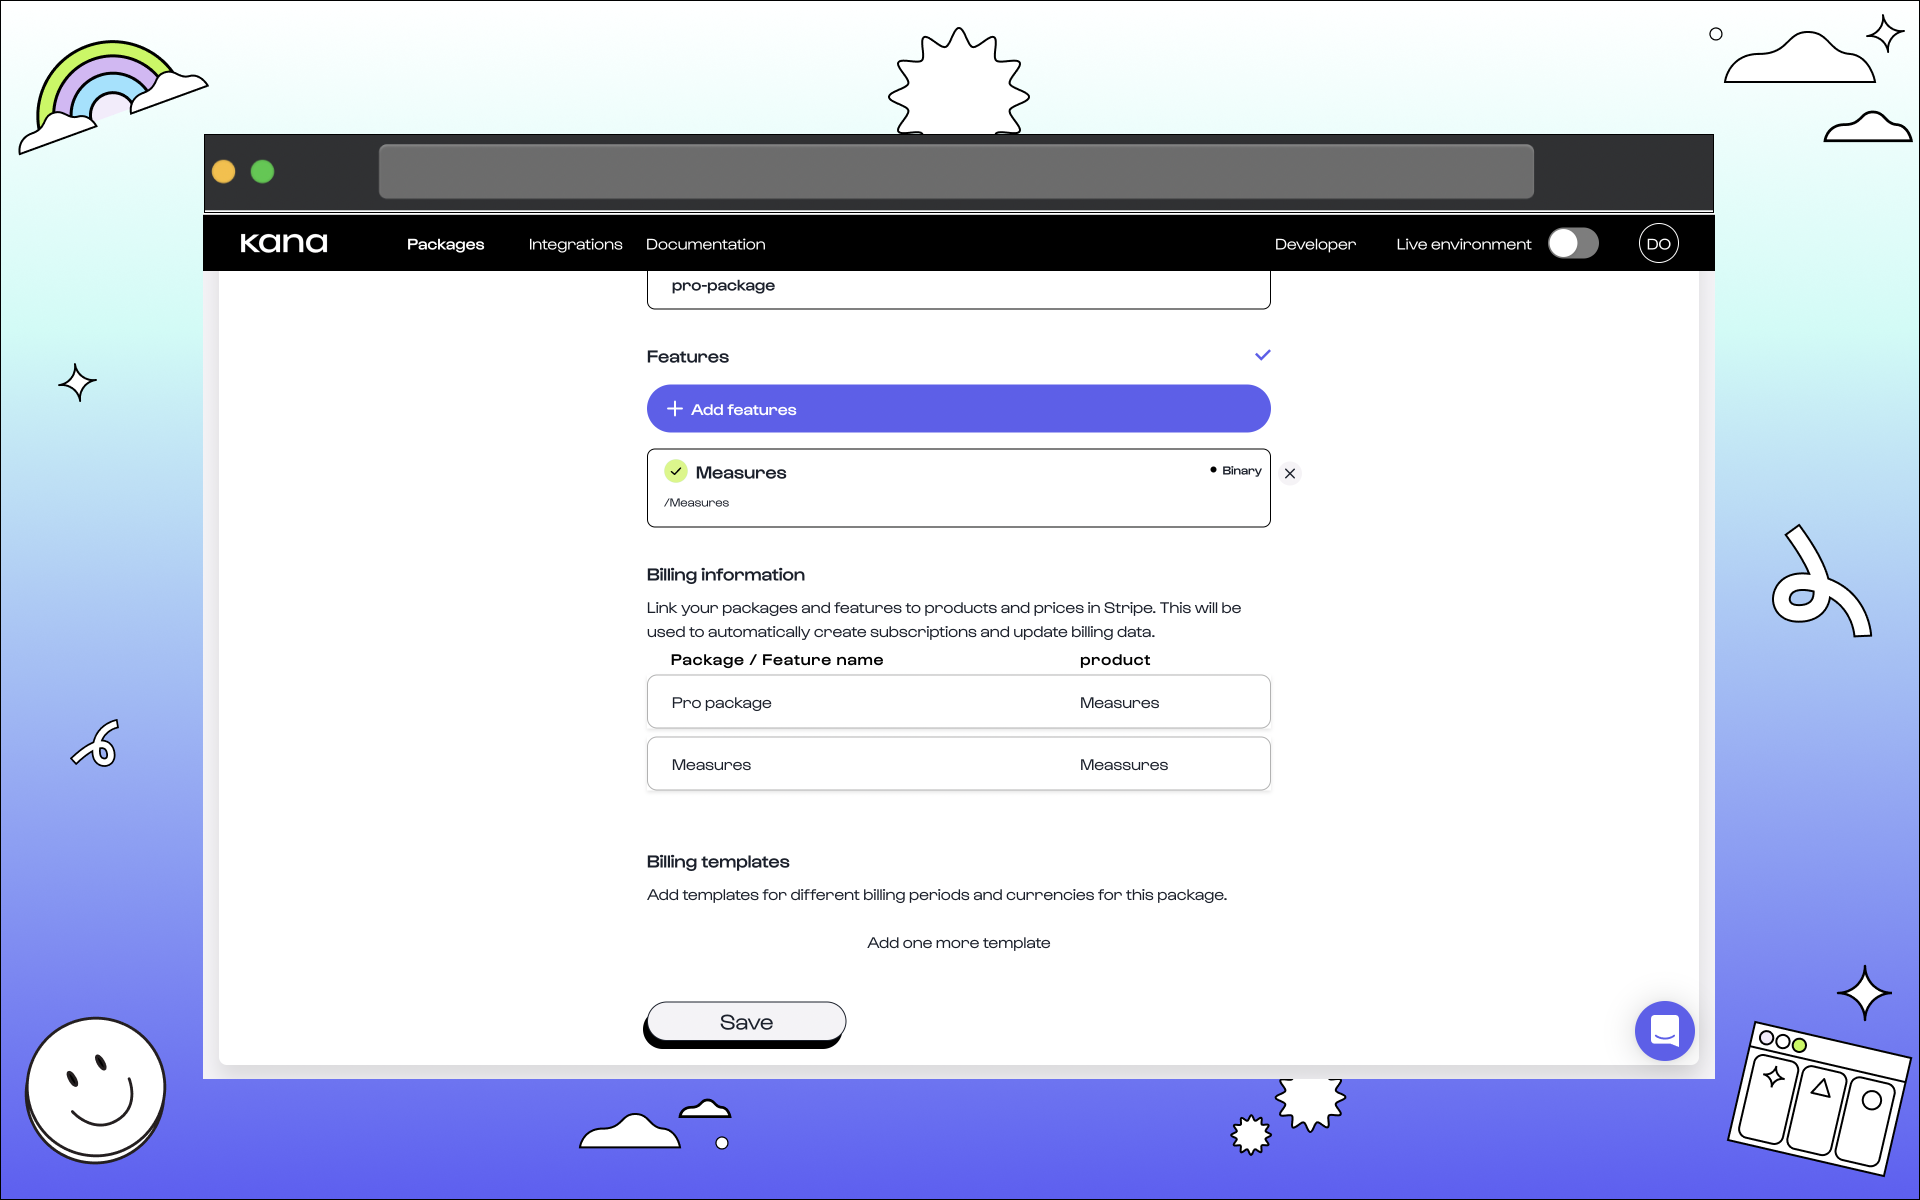 kana
Packages
Integrations
Documentation
Developer
Live environment
DO
pro-package
Features
Add features
Measures
Binary
/Measures
Billing information
Link your packages and features to products and prices in Stripe. This will be
used to automatically create subscriptions and update billing data.
Package / Feature name
product
Pro package
Measures
Measures
Meassures
Billing templates
Add templates for different billing periods and currencies for this package.
Add one more template
Save